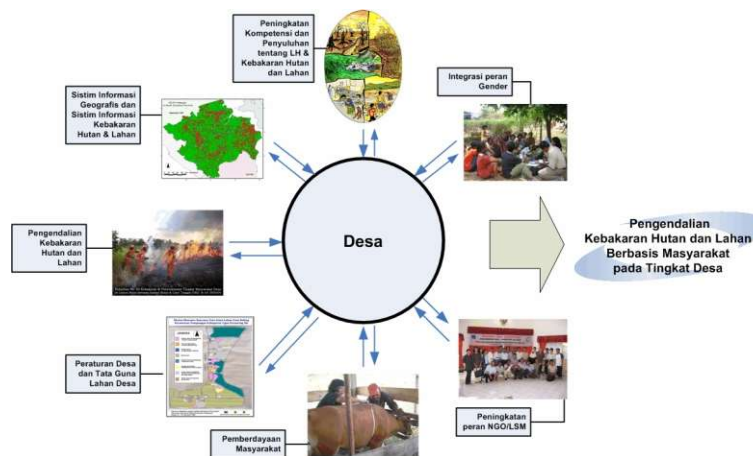 Peningkatan
Kompetensi dan
Penyuluhan
tentang LH &
Kebakaran Hutan
dan Lahan
Integrasi peran
Gender
Sistim Informasi
Geografis dan
Sistim Informasi
Kebakaran
Hutan & Lahan
Pengendalian
Kebakaran
Hutan dan
Lahan
Desa
Pengendalian
Kebakaran Hutan dan Lahan
Berbasis Masyarakat
pada Tingkat Desa
Peraturan Desa
dan Tata Guna
Lahan Desa
Pemberdayaan
Masyarakat
Peningkatan
peran NGO/LSM